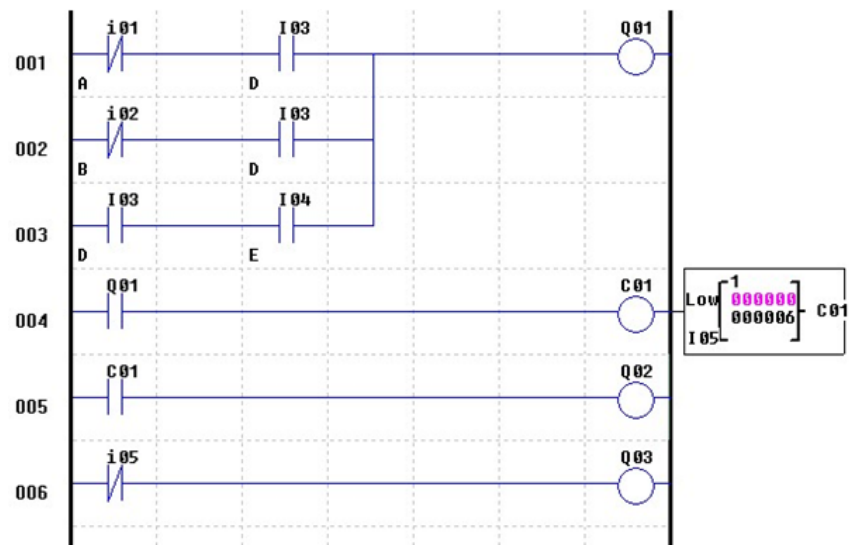 i01 I03 Q01
001
A D
i02 I03
002
B D
I03 I04
003
D E
Q01 C01
004
1
Low 000000
000006 C01
I05
C01 Q02
005
i05 Q03
006